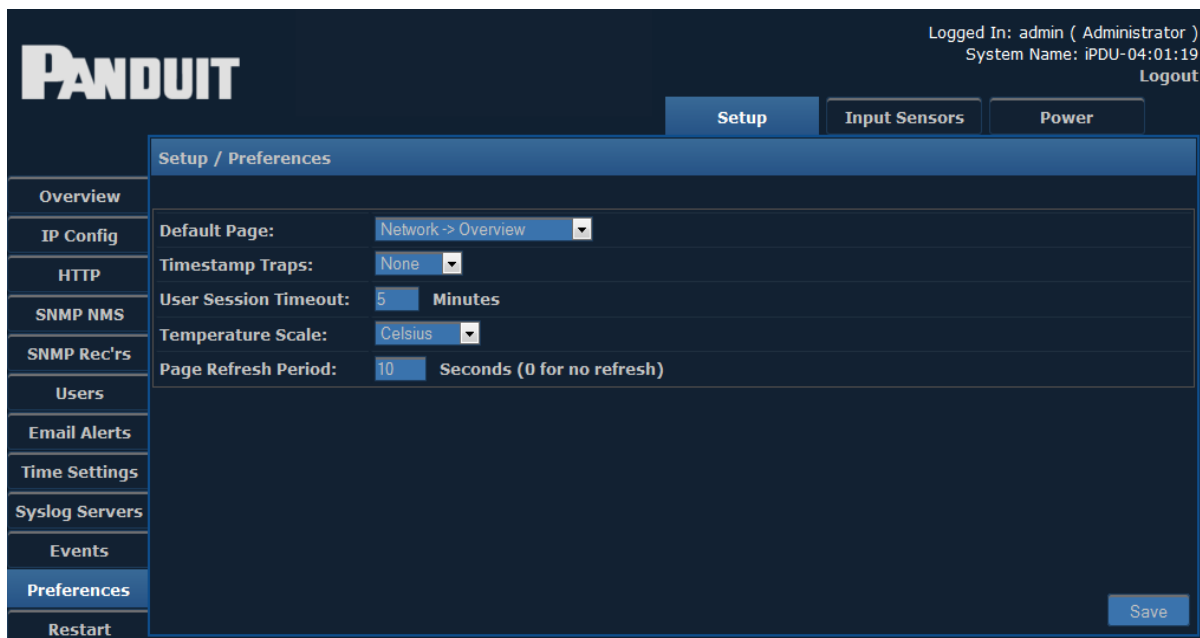 Logged In: admin ( Administrator )
System Name: iPDU-04:01:19
Logout
PANDUIT
Setup
Input Sensors
Power
Setup / Preferences
Overview
IP Config
HTTP
SNMP NMS
SNMP Rec'rs
Users
Email Alerts
Time Settings
Syslog Servers
Events
Preferences
Restart
Default Page: Network -> Overview
Timestamp Traps: None
User Session Timeout: 5 Minutes
Temperature Scale: Celsius
Page Refresh Period: 10 Seconds (0 for no refresh)
Save